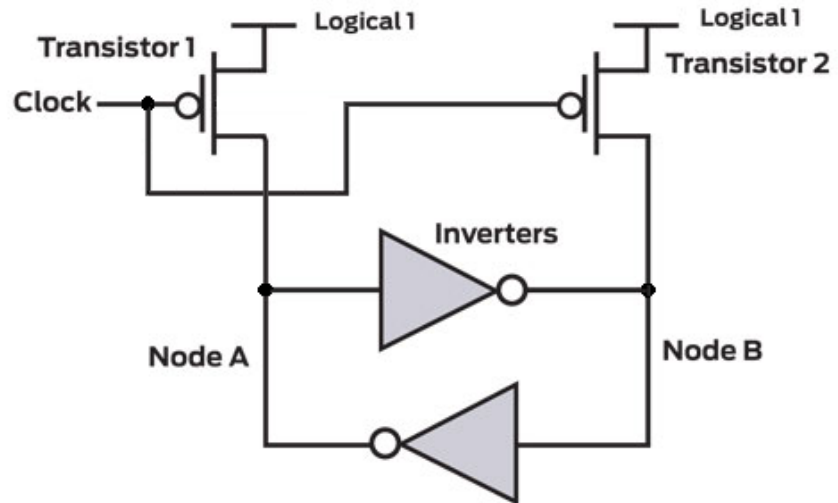 Transistor 1
Logical 1
Logical 1
Transistor 2
Clock
Inverters
Node A
Node B